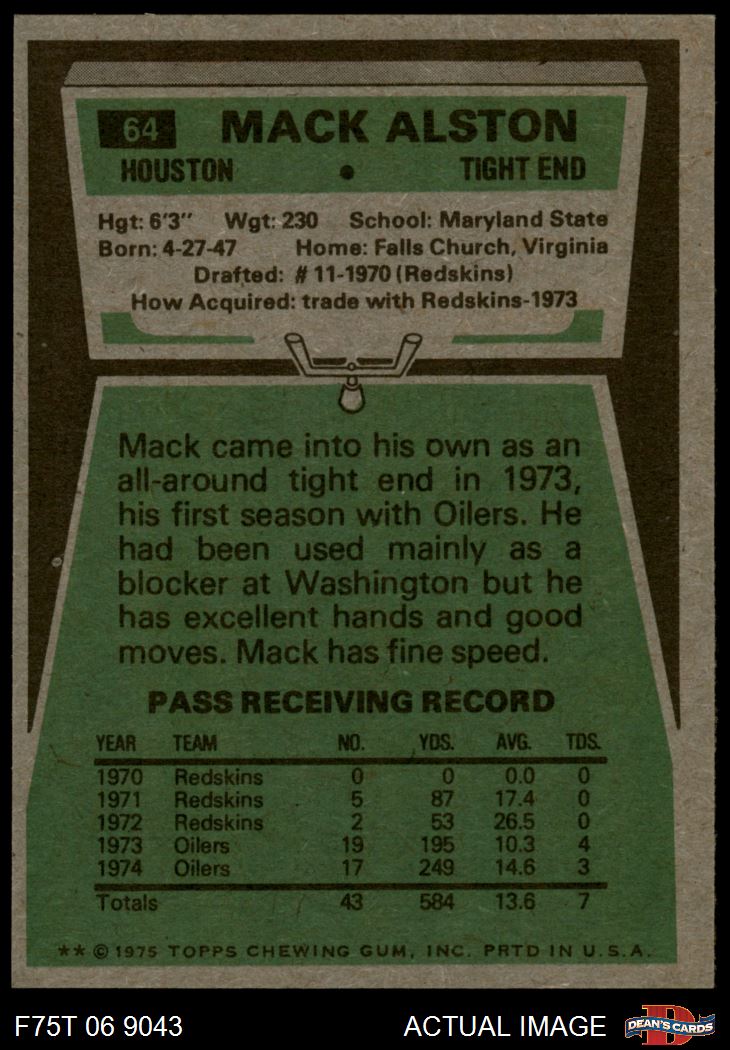 64 MACK ALSTON
HOUSTON • TIGHT END
Hgt: 6'3" Wgt: 230 School: Maryland State
Born: 4-27-47 Home: Falls Church, Virginia
Drafted: # 11-1970 (Redskins)
How Acquired: trade with Redskins-1973
Mack came into his own as an
all-around tight end in 1973,
his first season with Oilers. He
had been used mainly as a
blocker at Washington but he
has excellent hands and good
moves. Mack has fine speed.
PASS RECEIVING RECORD
YEAR TEAM NO. YDS. AVG. TDS.
1970 Redskins 0 0 0.0 0
1971 Redskins 5 87 17.4 0
1972 Redskins 2 53 26.5 0
1973 Oilers 19 195 10.3 4
1974 Oilers 17 249 14.6 3
Totals 43 584 13.6 7
** © 1975 TOPPS CHEWING GUM, INC. PRTD IN U.S.A.
F75T 06 9043 ACTUAL IMAGE D DEAN'S CARDS